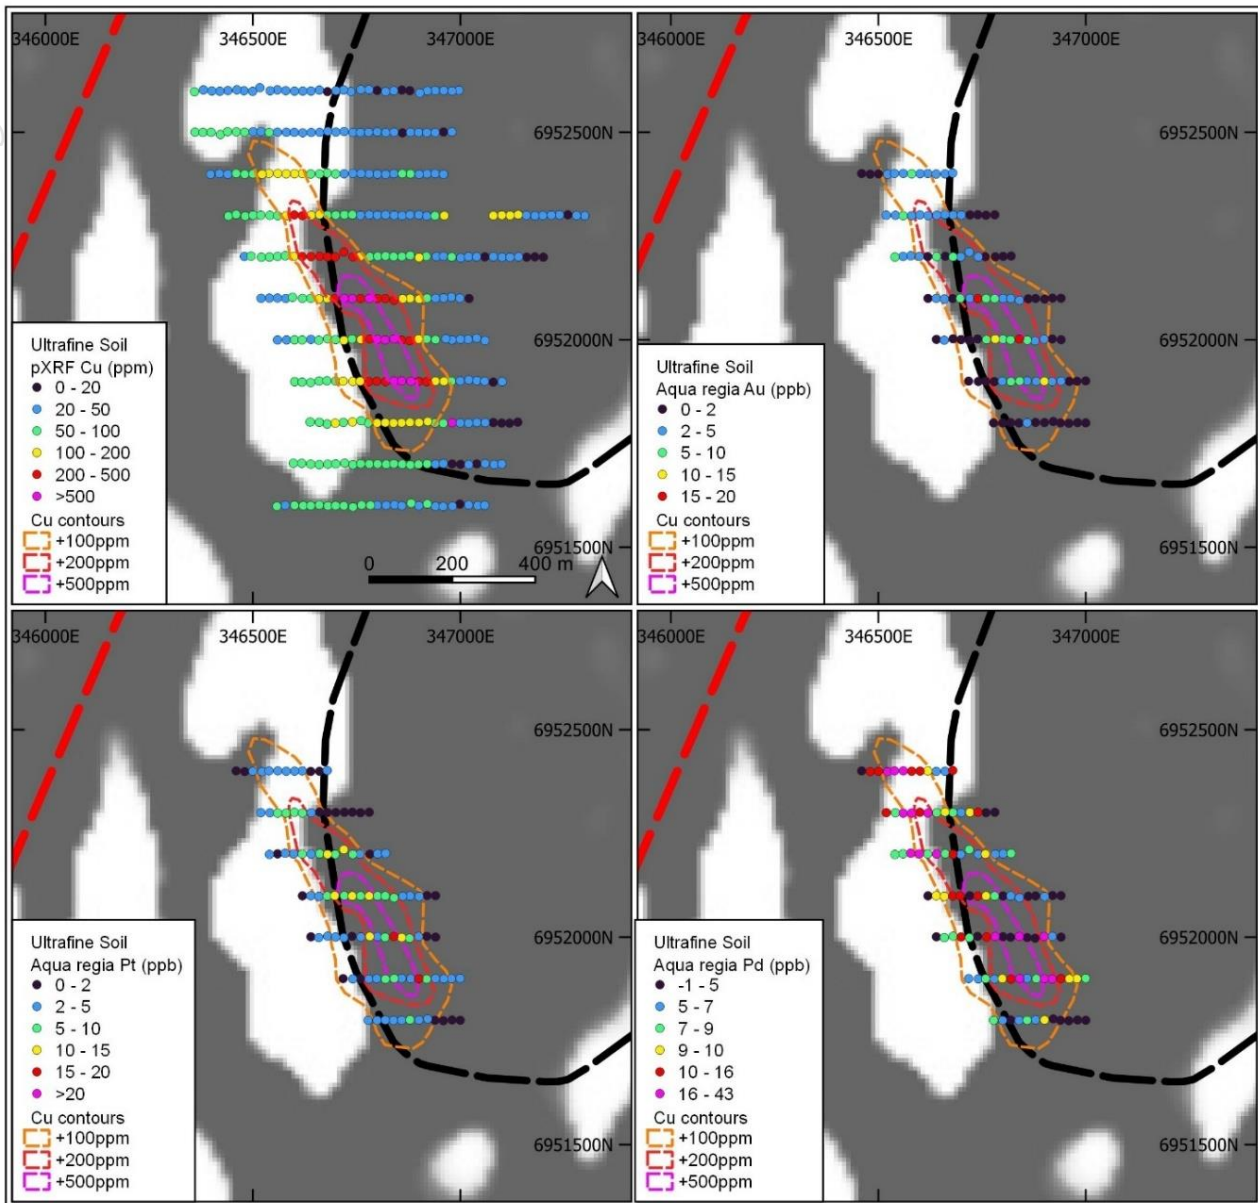 346000E
346500E
347000E
6952500N
6952000N
6951500N
Ultrafine Soil
pXRF Cu (ppm)
0 - 20
20 - 50
50 - 100
100 - 200
200 - 500
>500
Cu contours
+100ppm
+200ppm
+500ppm
0
200
400 m
346000E
346500E
347000E
6952500N
6952000N
6951500N
Ultrafine Soil
Aqua regia Au (ppb)
0 - 2
2 - 5
5 - 10
10 - 15
15 - 20
Cu contours
+100ppm
+200ppm
+500ppm
346000E
346500E
347000E
6952500N
6952000N
6951500N
Ultrafine Soil
Aqua regia Pt (ppb)
0 - 2
2 - 5
5 - 10
10 - 15
15 - 20
>20
Cu contours
+100ppm
+200ppm
+500ppm
346000E
346500E
347000E
6952500N
6952000N
6951500N
Ultrafine Soil
Aqua regia Pd (ppb)
-1 - 5
5 - 7
7 - 9
9 - 10
10 - 16
16 - 43
Cu contours
+100ppm
+200ppm
+500ppm